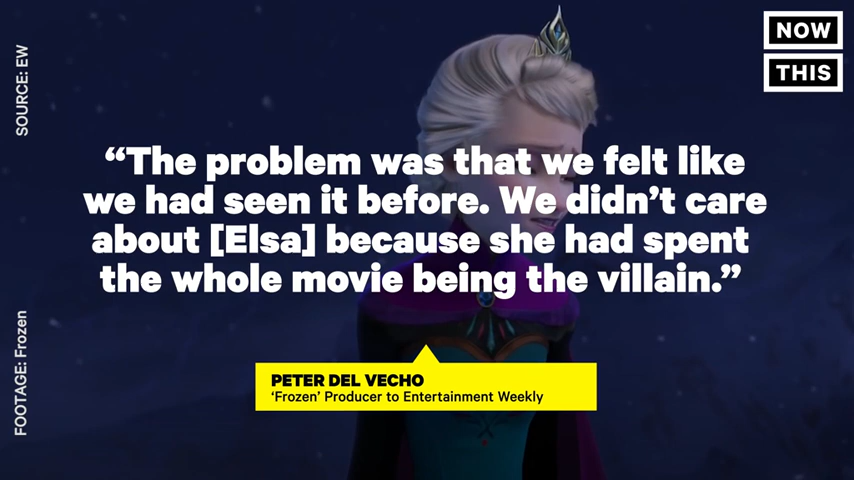 NOW
THIS
SOURCE: EW
“The problem was that we felt like
we had seen it before. We didn’t care
about [Elsa] because she had spent
the whole movie being the villain.”
FOOTAGE: Frozen
PETER DEL VECHO
‘Frozen’ Producer to Entertainment Weekly